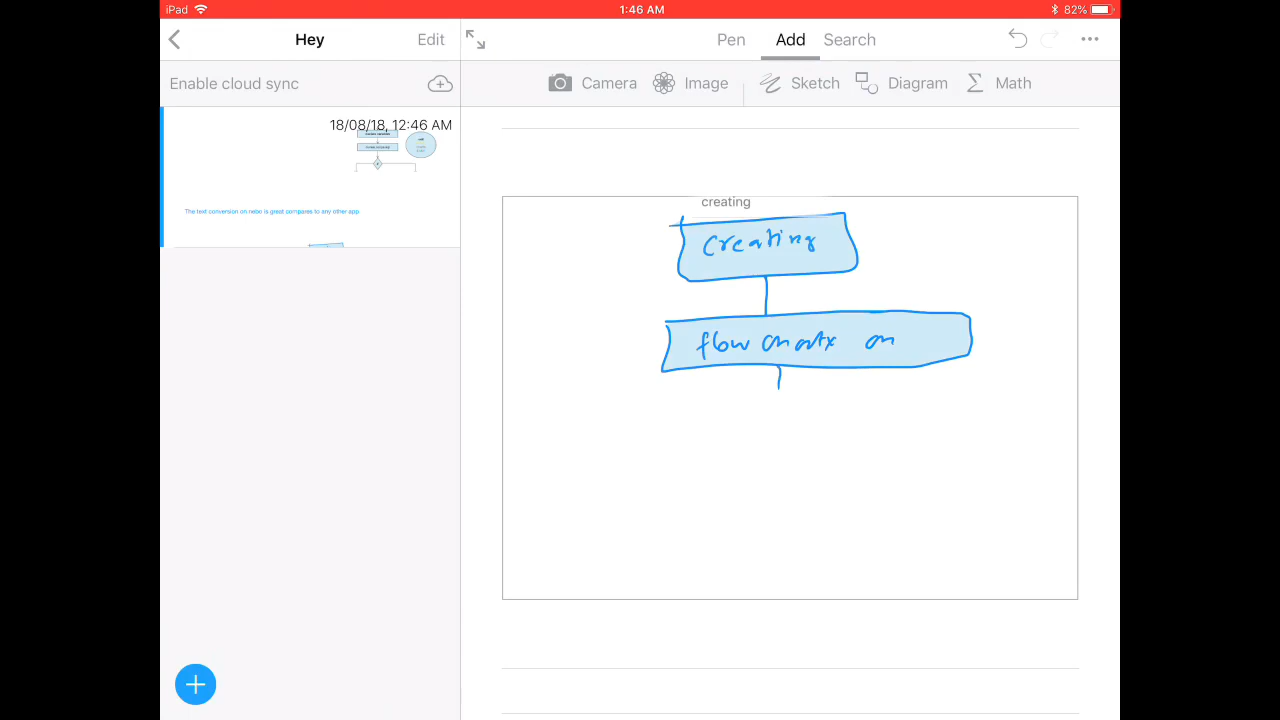 iPad
1:46 AM
82%
Hey
Edit
Pen
Add
Search
Enable cloud sync
Camera
Image
Sketch
Diagram
Math
18/08/18, 12:46 AM
The text conversion on nebo is great compares to any other app.
creating
creating
flow on